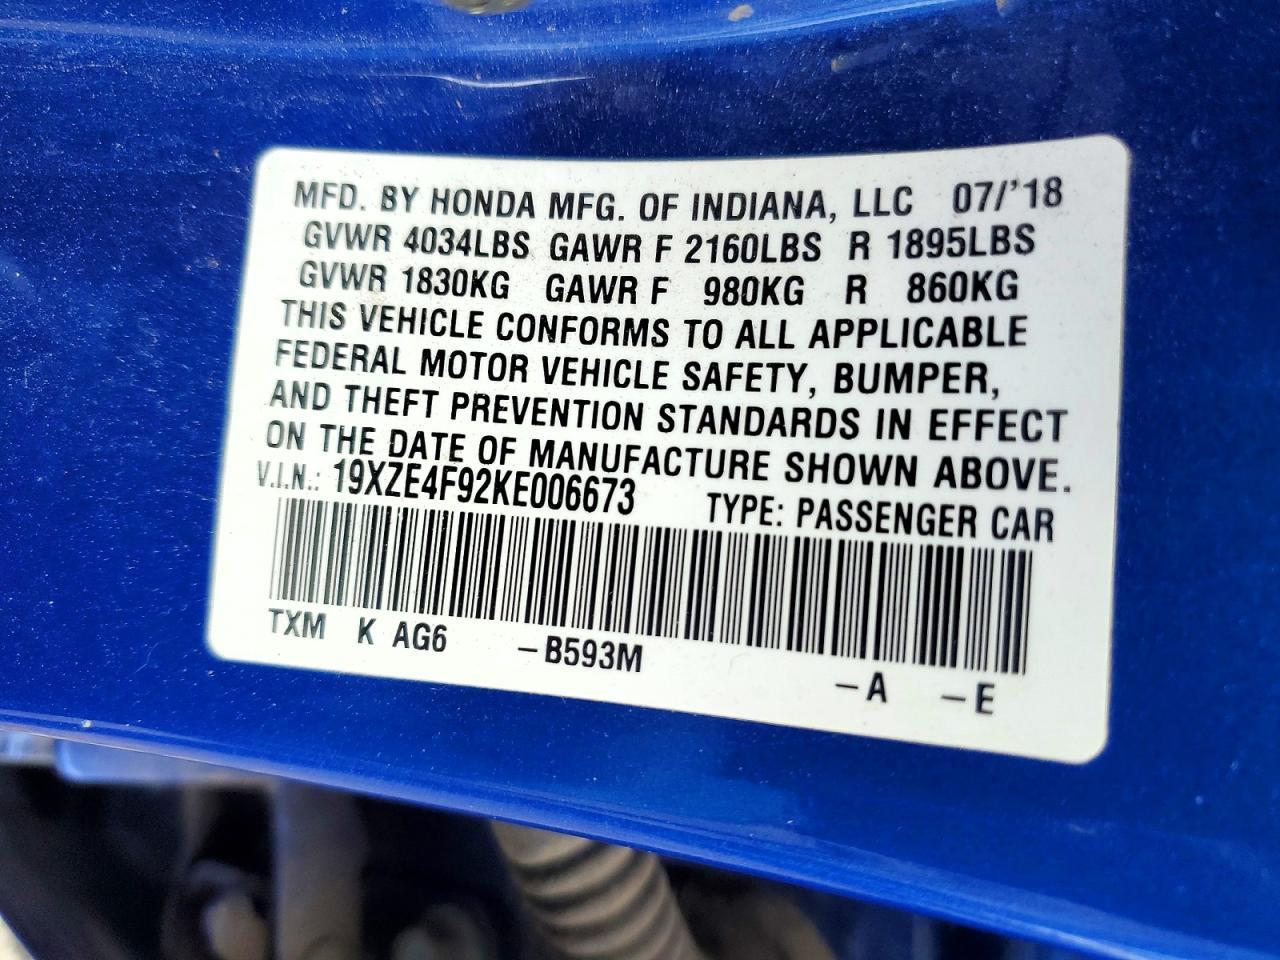 MFD. BY HONDA MFG. OF INDIANA, LLC 07/'18
GVWR 4034LBS GAWR F 2160LBS R 1895LBS
GVWR 1830KG GAWR F 980KG R 860KG
THIS VEHICLE CONFORMS TO ALL APPLICABLE
FEDERAL MOTOR VEHICLE SAFETY, BUMPER,
AND THEFT PREVENTION STANDARDS IN EFFECT
ON THE DATE OF MANUFACTURE SHOWN ABOVE.
V.I.N.: 19XZE4F92KE006673 TYPE: PASSENGER CAR
TXM K AG6 –B593M –A –E